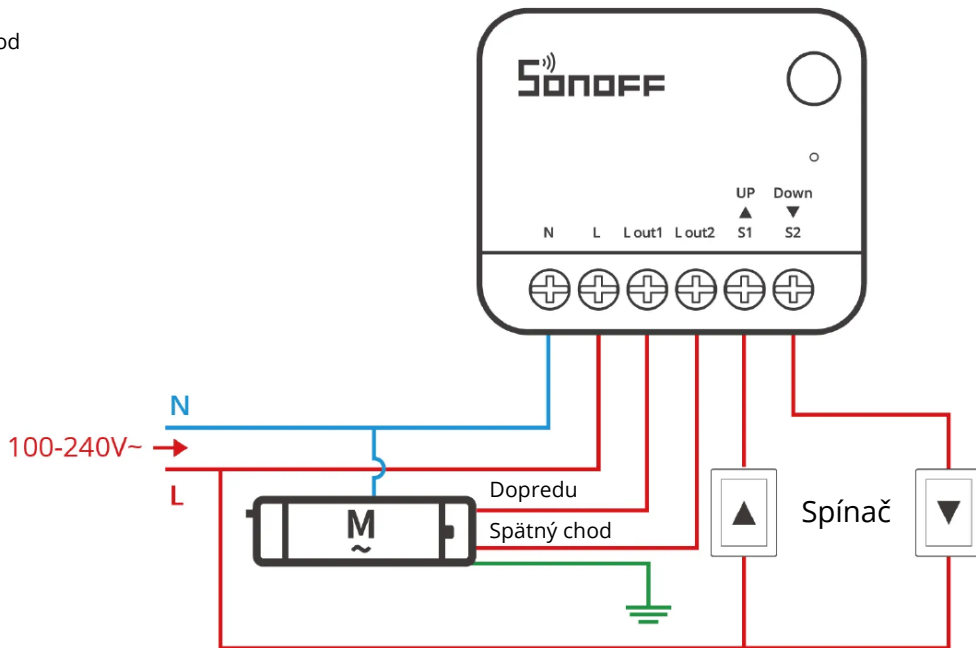 od
SONOFF
UP Down
N L L out1 L out2 S1 S2
N
100-240V~
L
Dopredu
M
Spätný chod
Spínač